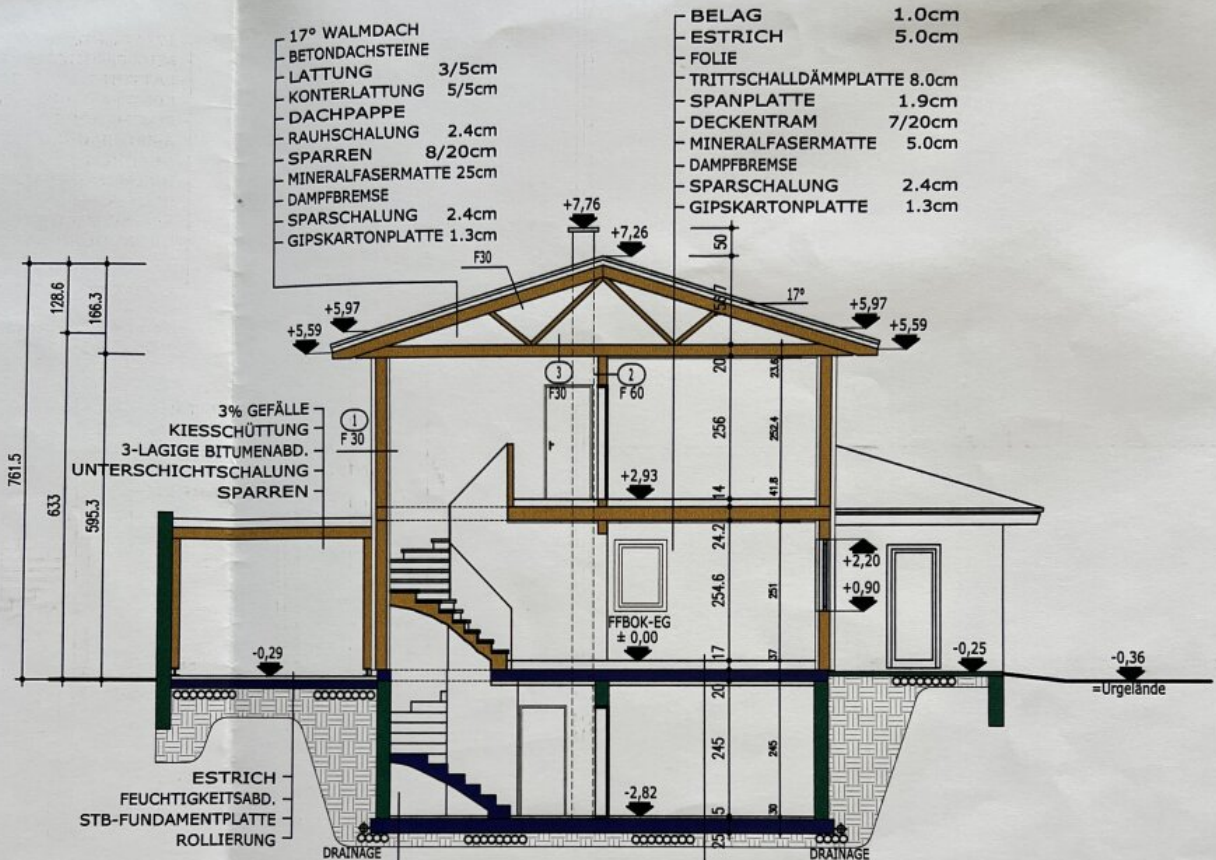 17° WALMDACH
BETONDACHSTEINE
LATTUNG 3/5cm
KONTERLATTUNG 5/5cm
DACHPAPPE
RAUHSCHALUNG 2.4cm
SPARREN 8/20cm
MINERALFASERMATTE 25cm
DAMPFBREMSE
SPARSCHALUNG 2.4cm
GIPSKARTONPLATTE 1.3cm
BELAG 1.0cm
ESTRICH 5.0cm
FOLIE
TRITTSCHALLDÄMMPLATTE 8.0cm
SPANPLATTE 1.9cm
DECKENTRAM 7/20cm
MINERALFASERMATTE 5.0cm
DAMPFBREMSE
SPARSCHALUNG 2.4cm
GIPSKARTONPLATTE 1.3cm
+7,76
+7,26
50
F30
17°
+5,97
+5,59
+5,97
+5,59
128.6
166.3
761.5
633
595.3
20
23.6
3
F30
2
F 60
1
F 30
256
252.4
3% GEFÄLLE
KIESSCHÜTTUNG
3-LAGIGE BITUMENABD.
UNTERSCHICHTSCHALUNG
SPARREN
+2,93
14
41.8
24.2
+2,20
254.6
251
+0,90
FFBOK-EG
± 0,00
17
37
-0,29
-0,25
-0,36
=Urgelände
20
245
245
ESTRICH
FEUCHTIGKEITSABD.
STB-FUNDAMENTPLATTE
ROLLIERUNG
-2,82
5
30
25
DRAINAGE
DRAINAGE